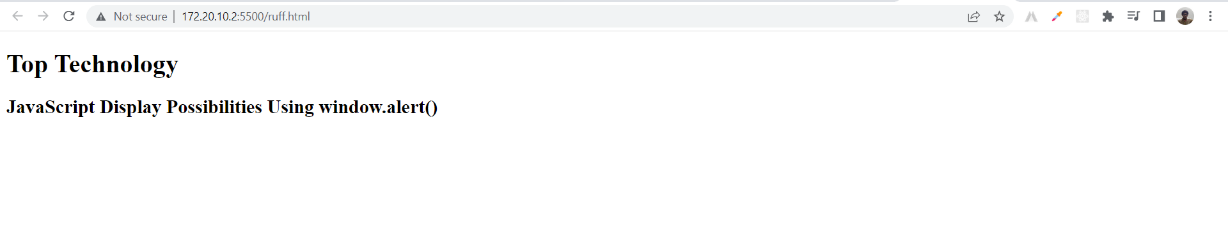 Not secure | 172.20.10.2:5500/ruff.html
Top Technology
JavaScript Display Possibilities Using window.alert()